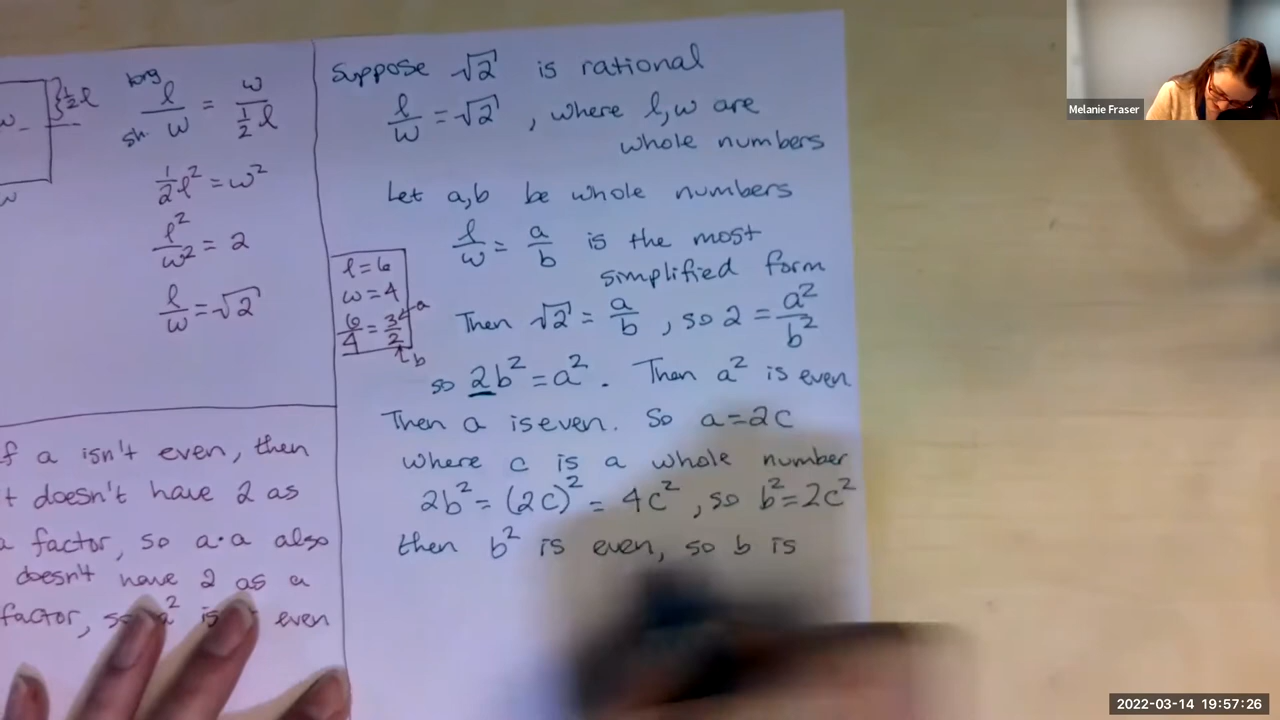 w
}½l
w
long
sh.
l/w = w/(½l)
½l² = w²
l²/w² = 2
l/w = √2
f a isn't even, then
t doesn't have 2 as
a factor, so a·a also
doesn't have 2 as a
factor, so a² is even
Suppose √2 is rational
l/w = √2, where l,w are
whole numbers
Let a,b be whole numbers
l/w = a/b is the most
simplified form
l=6
w=4
6/4 = 3/2
a
b
Then √2 = a/b, so 2 = a²/b²
so 2b² = a². Then a² is even
Then a is even. So a=2c
where c is a whole number
2b² = (2c)² = 4c², so b² = 2c²
then b² is even, so b is
Melanie Fraser
2022-03-14 19:57:26